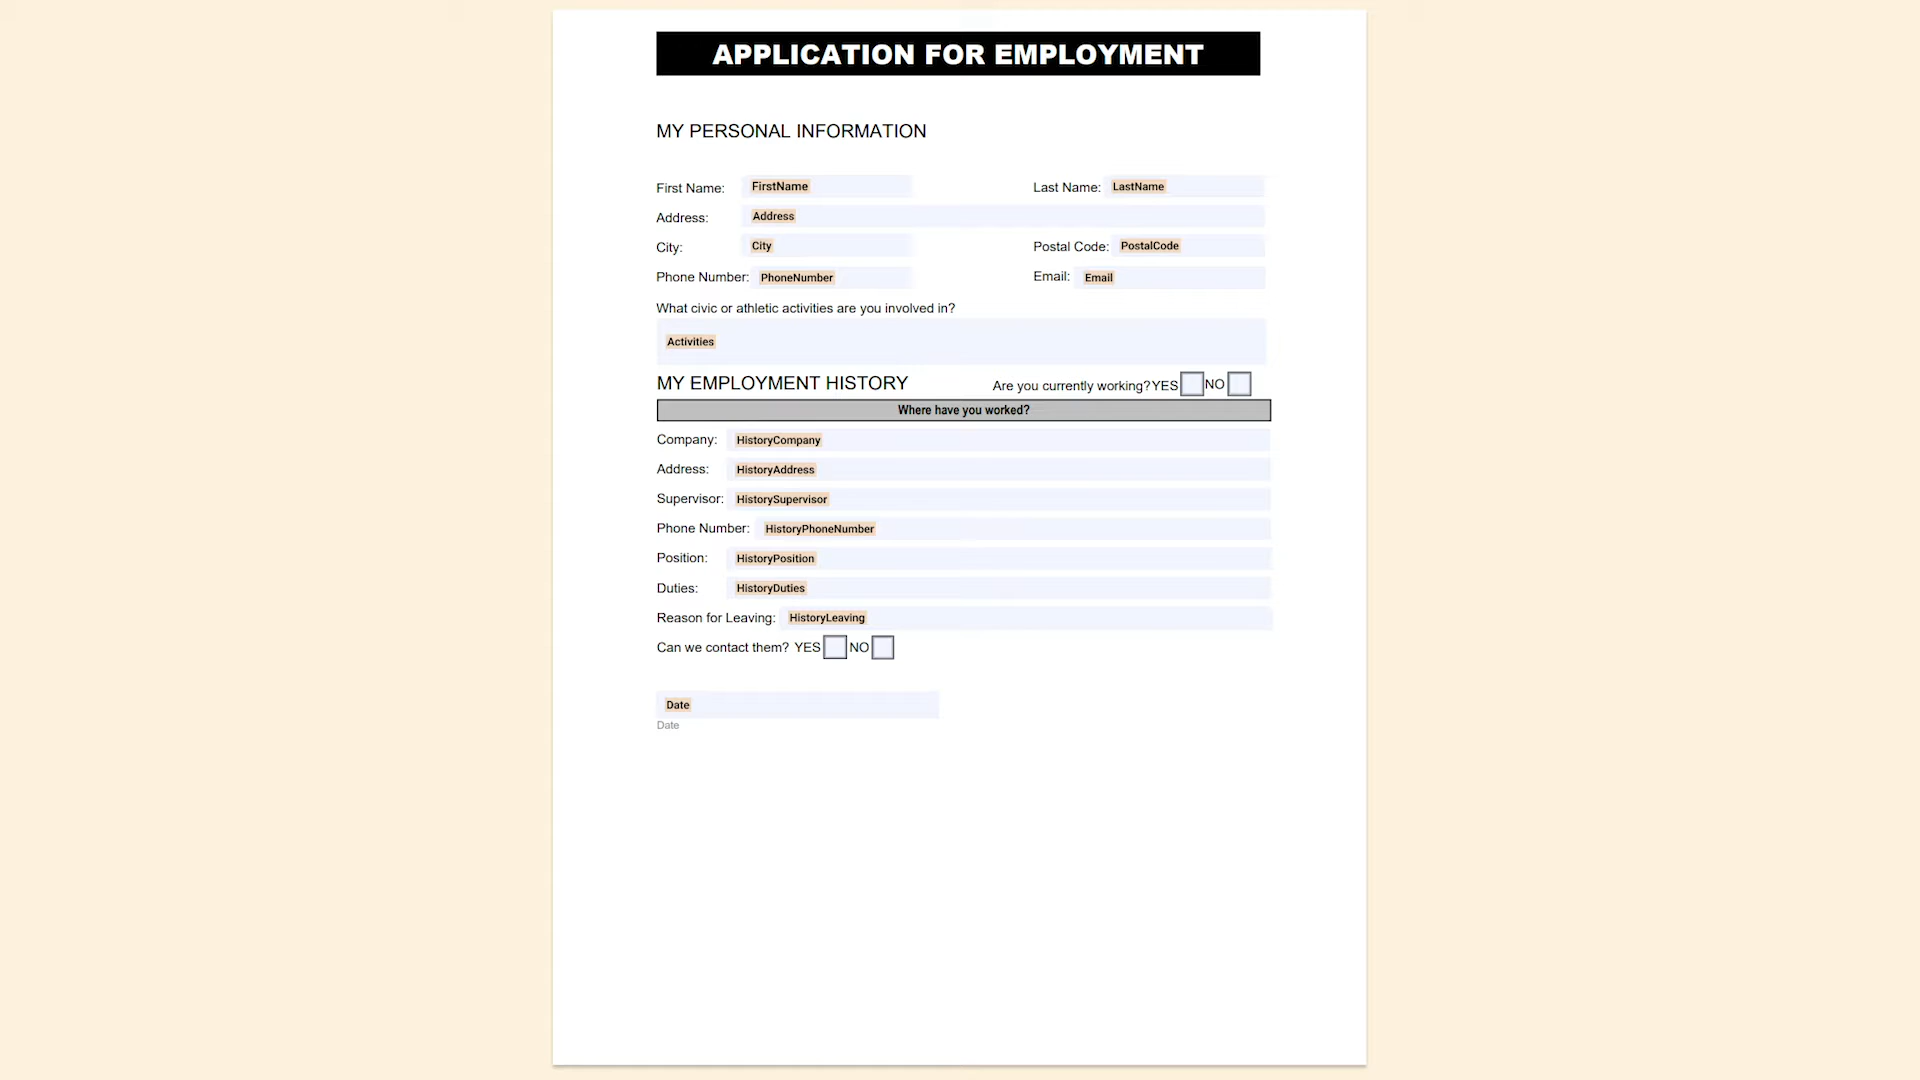 APPLICATION FOR EMPLOYMENT
MY PERSONAL INFORMATION
First Name: FirstName Last Name: LastName
Address: Address
City: City Postal Code: PostalCode
Phone Number: PhoneNumber Email: Email
What civic or athletic activities are you involved in?
Activities
MY EMPLOYMENT HISTORY Are you currently working? YES NO
Where have you worked?
Company: HistoryCompany
Address: HistoryAddress
Supervisor: HistorySupervisor
Phone Number: HistoryPhoneNumber
Position: HistoryPosition
Duties: HistoryDuties
Reason for Leaving: HistoryLeaving
Can we contact them? YES NO
Date
Date